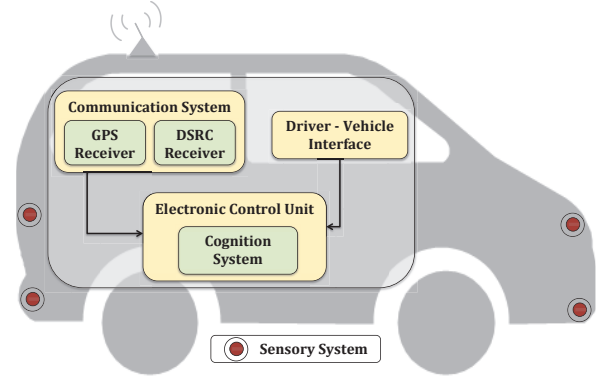 Communication System
GPS
Receiver
DSRC
Receiver
Driver - Vehicle
Interface
Electronic Control Unit
Cognition
System
Sensory System